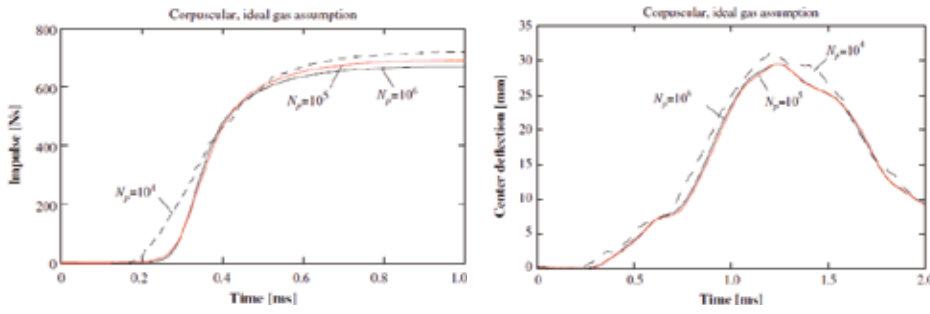 Corpuscular, ideal gas assumption
800
600
400
200
0
Impulse [Ns]
N_p=10^5
N_p=10^6
N_p=10^4
0 0.2 0.4 0.6 0.8 1.0
Time [ms]
Corpuscular, ideal gas assumption
35
30
25
20
15
10
5
0
Center deflection [mm]
N_p=10^4
N_p=10^6
N_p=10^5
0 0.5 1.0 1.5 2.0
Time [ms]